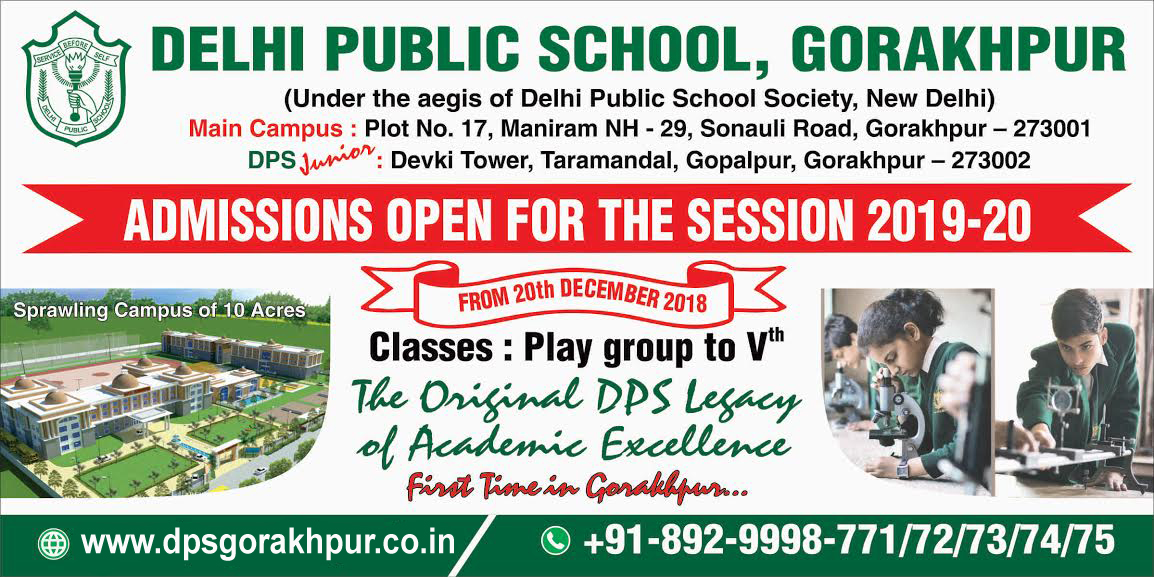 SERVICE BEFORE SELF
DELHI PUBLIC SCHOOL
DELHI PUBLIC SCHOOL, GORAKHPUR
(Under the aegis of Delhi Public School Society, New Delhi)
Main Campus : Plot No. 17, Maniram NH - 29, Sonauli Road, Gorakhpur – 273001
DPS Junior : Devki Tower, Taramandal, Gopalpur, Gorakhpur – 273002
ADMISSIONS OPEN FOR THE SESSION 2019-20
FROM 20th DECEMBER 2018
Sprawling Campus of 10 Acres
Classes : Play group to Vth
The Original DPS Legacy
of Academic Excellence
First Time in Gorakhpur...
www.dpsgorakhpur.co.in
+91-892-9998-771/72/73/74/75